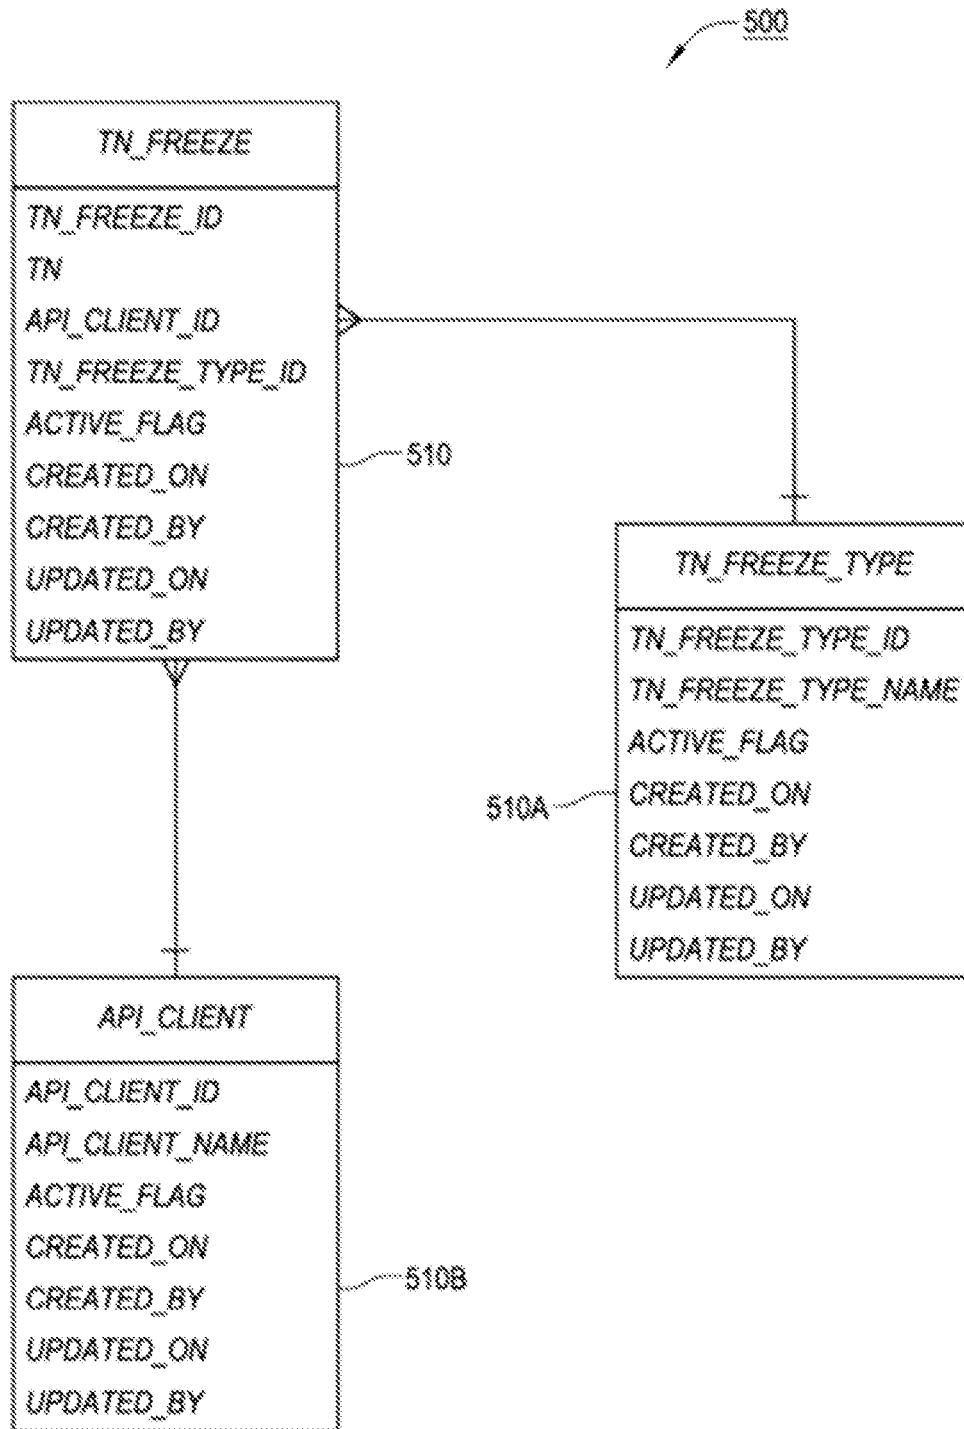 500
TN_FREEZE
TN_FREEZE_ID
TN
API_CLIENT_ID
TN_FREEZE_TYPE_ID
ACTIVE_FLAG
CREATED_ON
CREATED_BY
UPDATED_ON
UPDATED_BY
510
TN_FREEZE_TYPE
TN_FREEZE_TYPE_ID
TN_FREEZE_TYPE_NAME
ACTIVE_FLAG
CREATED_ON
CREATED_BY
UPDATED_ON
UPDATED_BY
510A
API_CLIENT
API_CLIENT_ID
API_CLIENT_NAME
ACTIVE_FLAG
CREATED_ON
CREATED_BY
UPDATED_ON
UPDATED_BY
510B